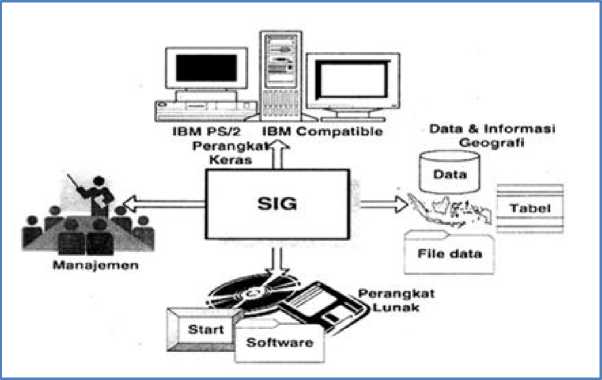 IBM PS/2 IBM Compatible
Perangkat
Keras
Data & Informasi
Geografi
Data
Tabel
File data
SIG
Manajemen
Perangkat
Lunak
Start
Software